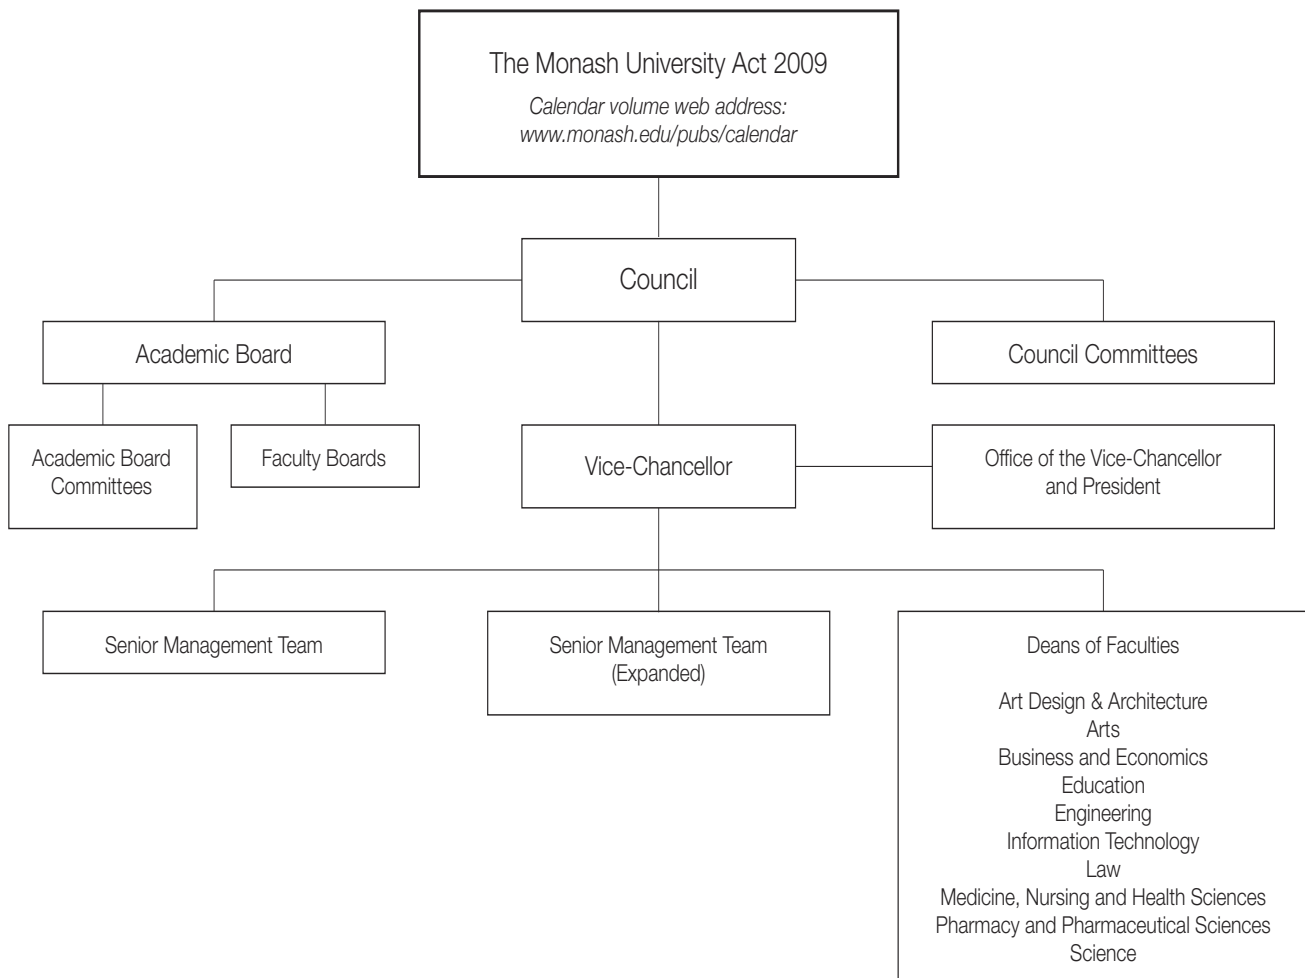 The Monash University Act 2009
Calendar volume web address:
www.monash.edu/pubs/calendar
Council
Academic Board
Council Committees
Academic Board
Committees
Faculty Boards
Vice-Chancellor
Office of the Vice-Chancellor
and President
Senior Management Team
Senior Management Team
(Expanded)
Deans of Faculties
Art Design & Architecture
Arts
Business and Economics
Education
Engineering
Information Technology
Law
Medicine, Nursing and Health Sciences
Pharmacy and Pharmaceutical Sciences
Science